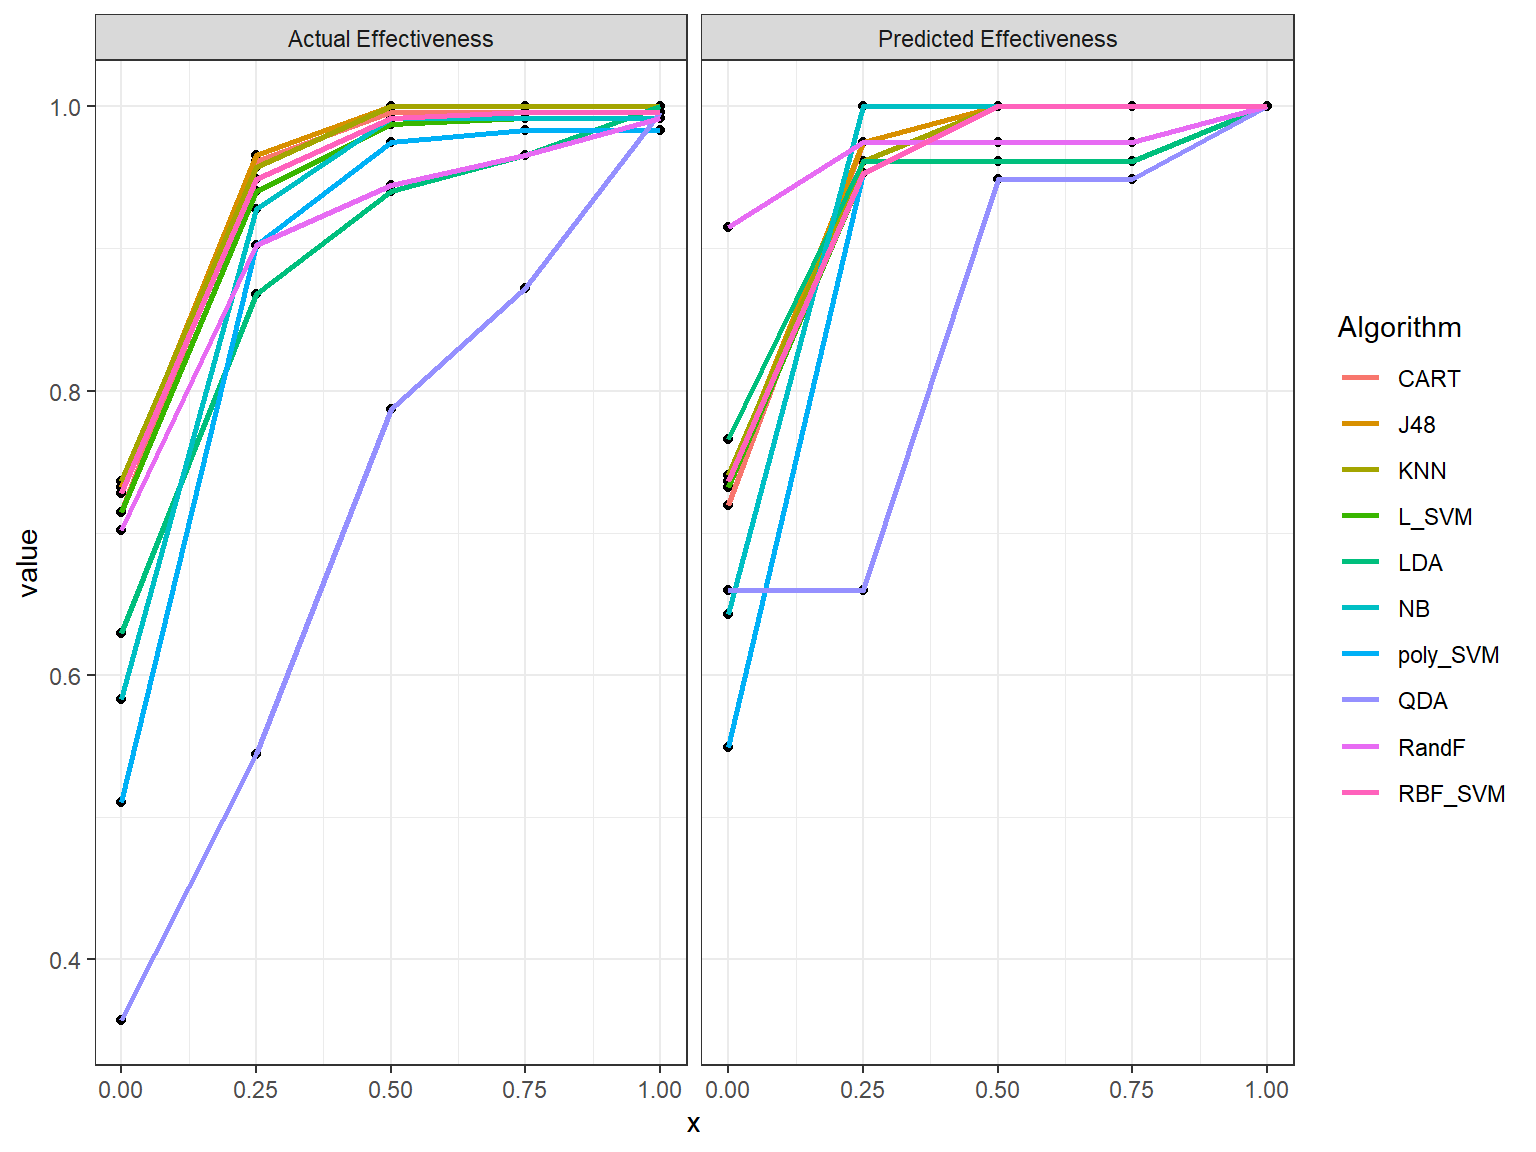 Actual Effectiveness
Predicted Effectiveness
value
1.0
0.8
0.6
0.4
0.00 0.25 0.50 0.75 1.00
0.00 0.25 0.50 0.75 1.00
x
Algorithm
CART
J48
KNN
L_SVM
LDA
NB
poly_SVM
QDA
RandF
RBF_SVM